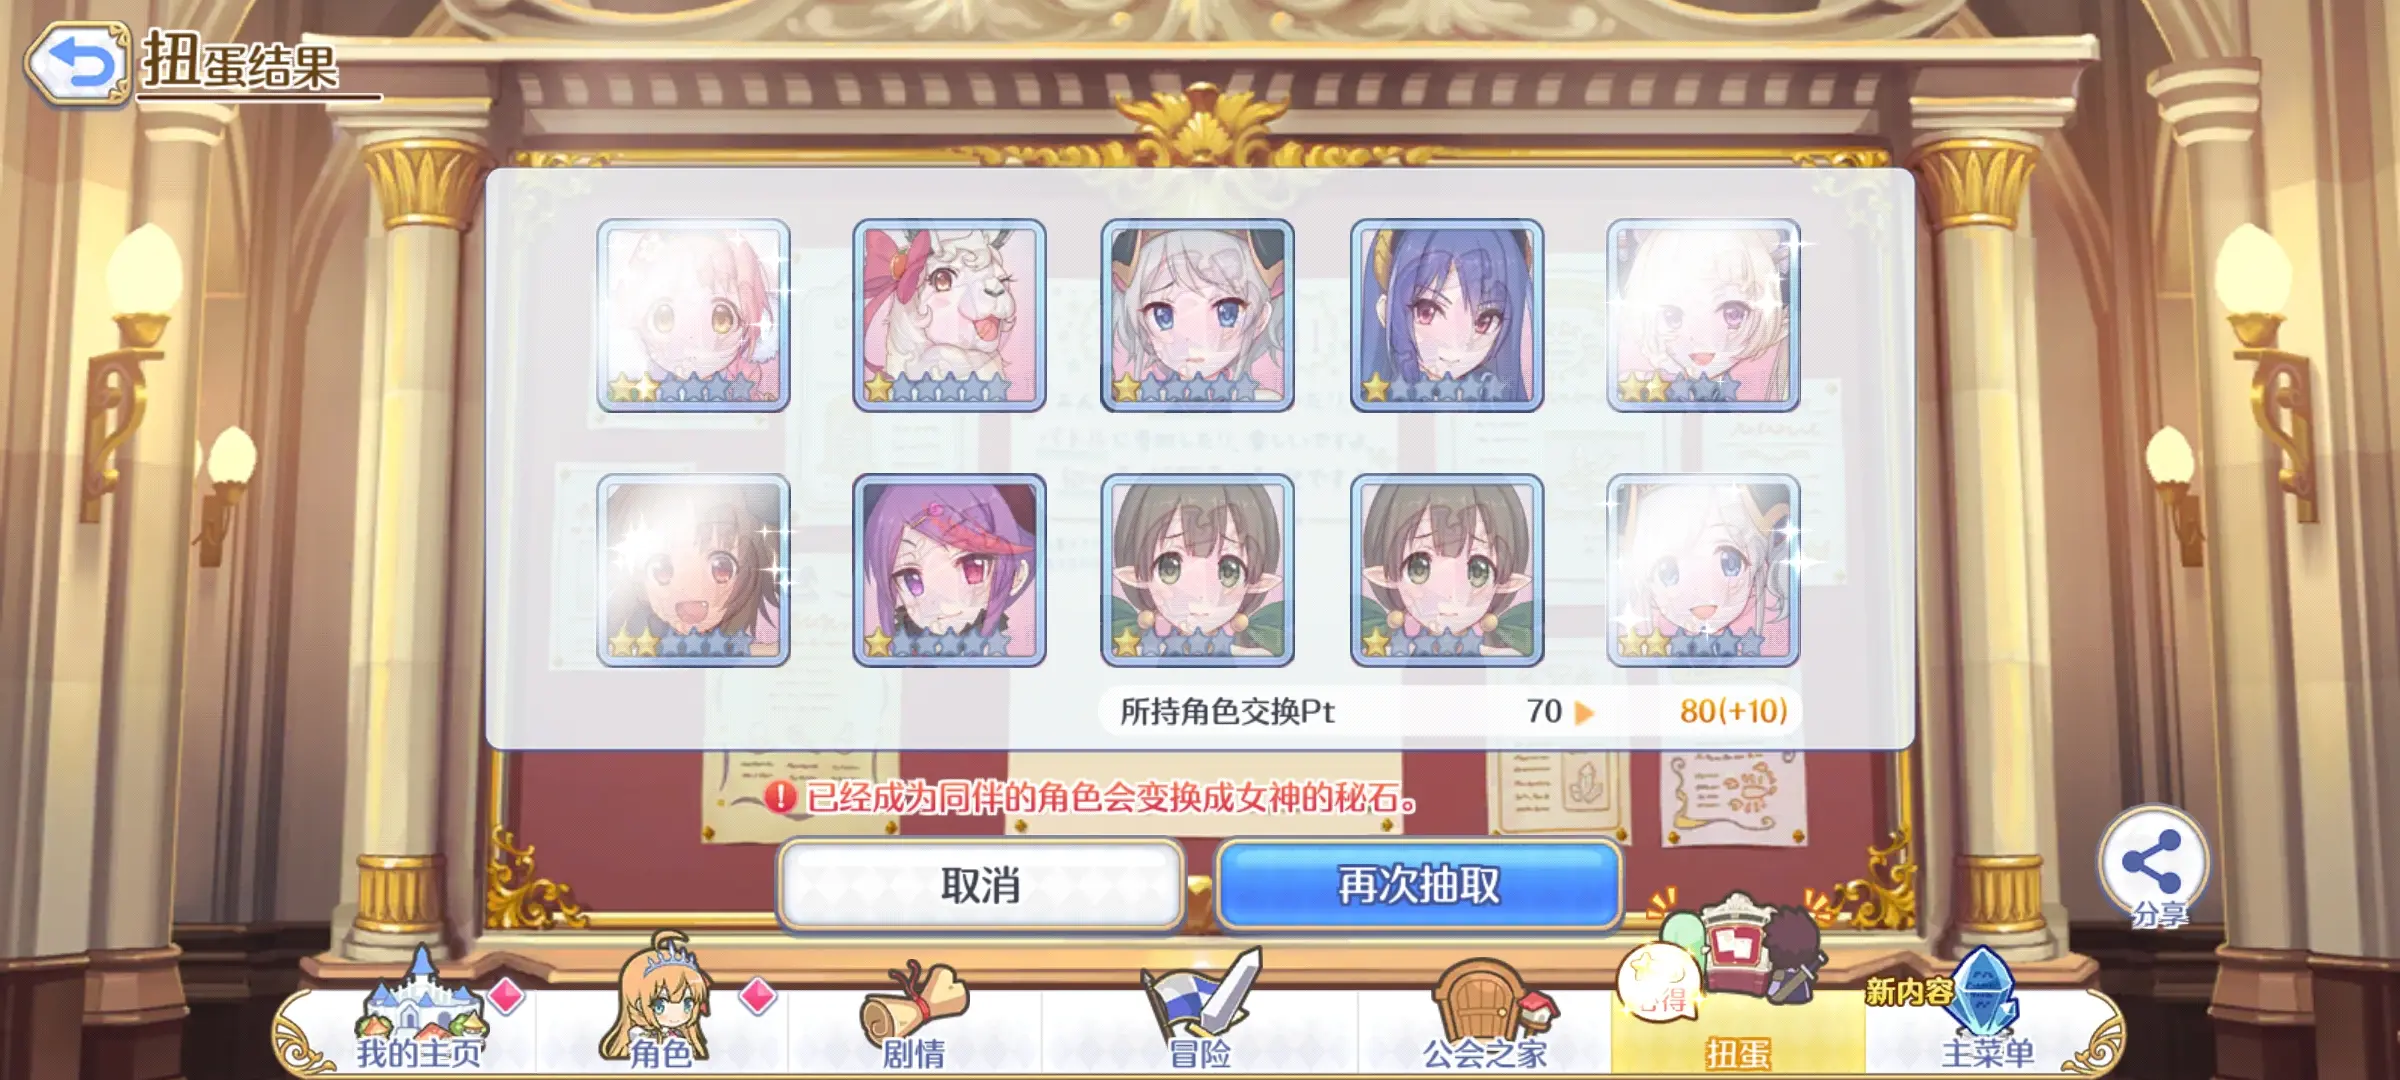 扭蛋结果
所持角色交换Pt 70 80(+10)
已经成为同伴的角色会变换成女神的秘石。
取消
再次抽取
分享
新内容
我的主页
角色
剧情
冒险
公会之家
扭蛋
主菜单